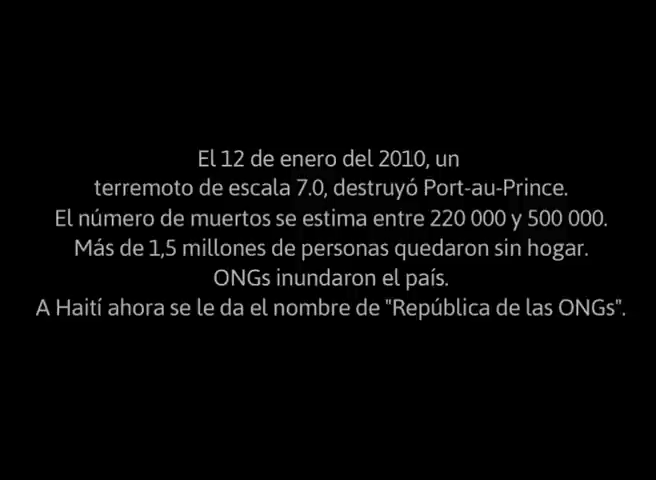 El 12 de enero del 2010, un
terremoto de escala 7.0, destruyó Port-au-Prince.
El número de muertos se estima entre 220 000 y 500 000.
Más de 1,5 millones de personas quedaron sin hogar.
ONGs inundaron el país.
A Haití ahora se le da el nombre de "República de las ONGs".